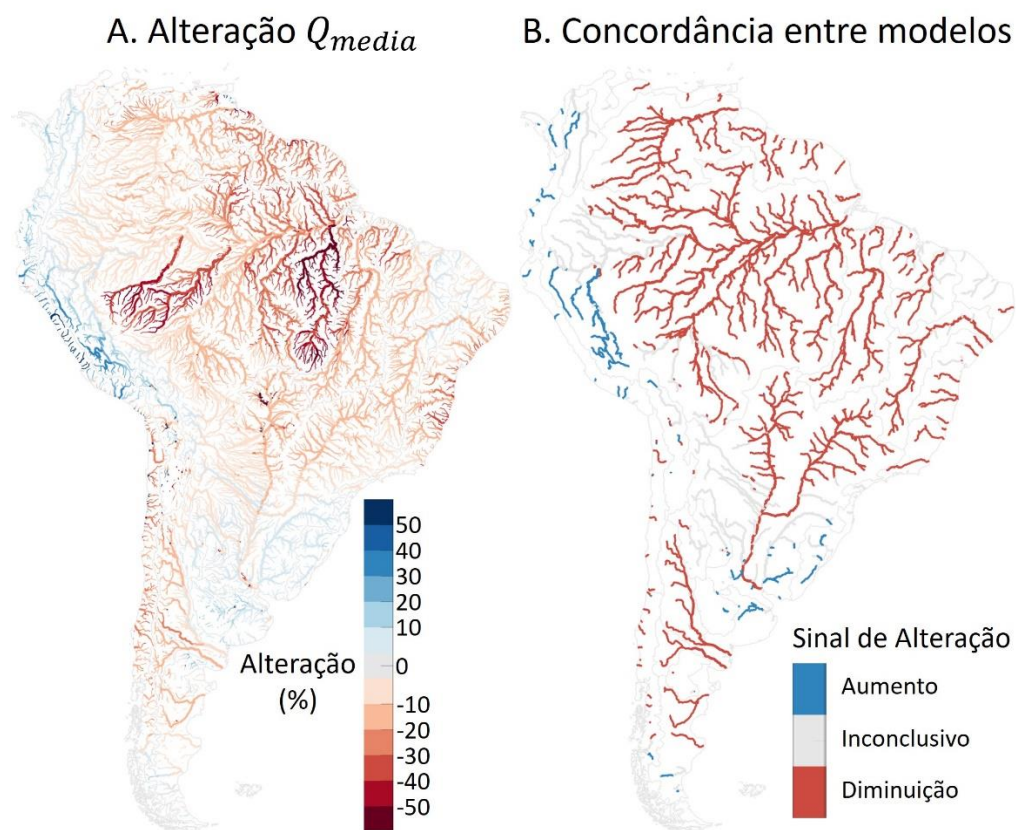 A. Alteração Q_media
B. Concordância entre modelos
Alteração
(%)
50
40
30
20
10
0
-10
-20
-30
-40
-50
Sinal de Alteração
Aumento
Inconclusivo
Diminuição